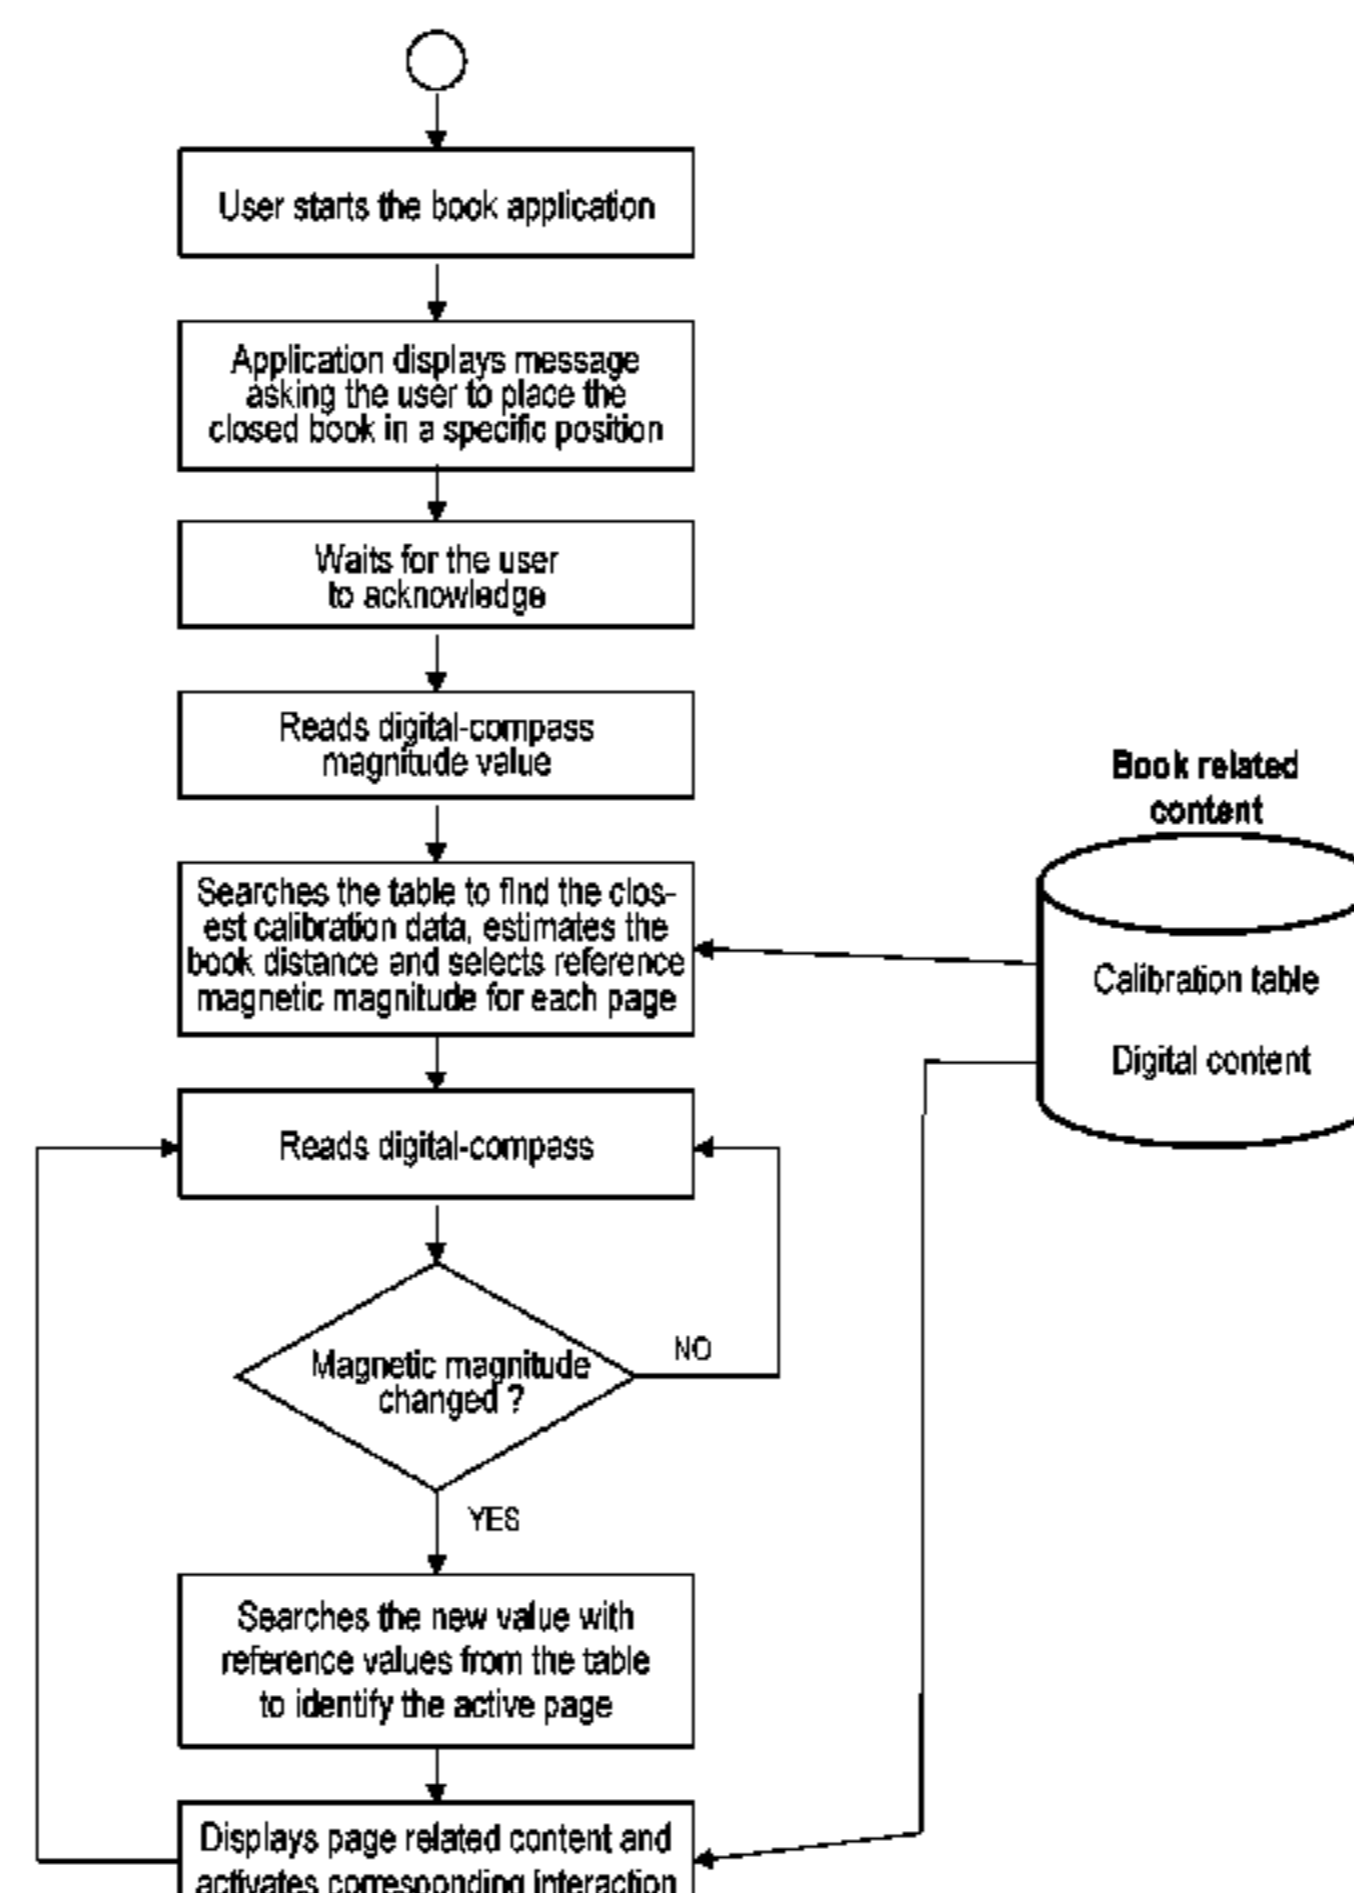 User starts the book application
Application displays message
asking the user to place the
closed book in a specific position
Waits for the user
to acknowledge
Reads digital-compass
magnitude value
Searches the table to find the clos-
est calibration data, estimates the
book distance and selects reference
magnetic magnitude for each page
Book related
content
Calibration table
Digital content
Reads digital-compass
Magnetic magnitude
changed ?
NO
YES
Searches the new value with
reference values from the table
to identify the active page
Displays page related content and
activates corresponding interaction